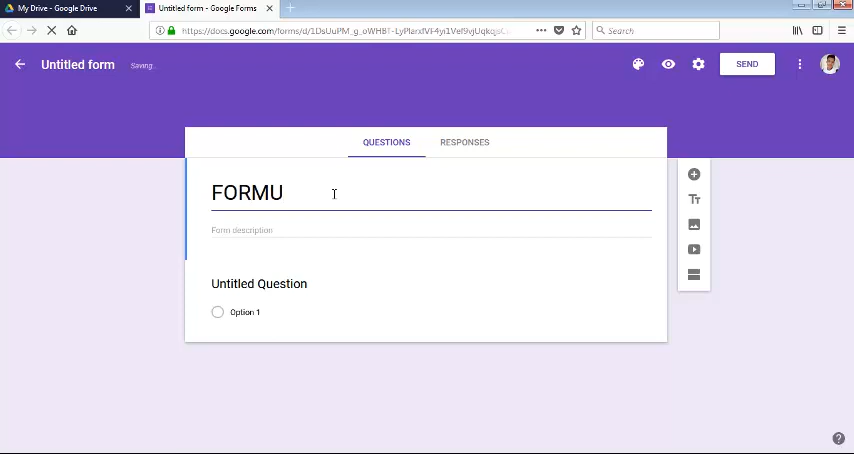 My Drive - Google Drive
Untitled form - Google Forms
Search
Untitled form
Saving...
SEND
QUESTIONS
RESPONSES
FORMU
Form description
Untitled Question
Option 1